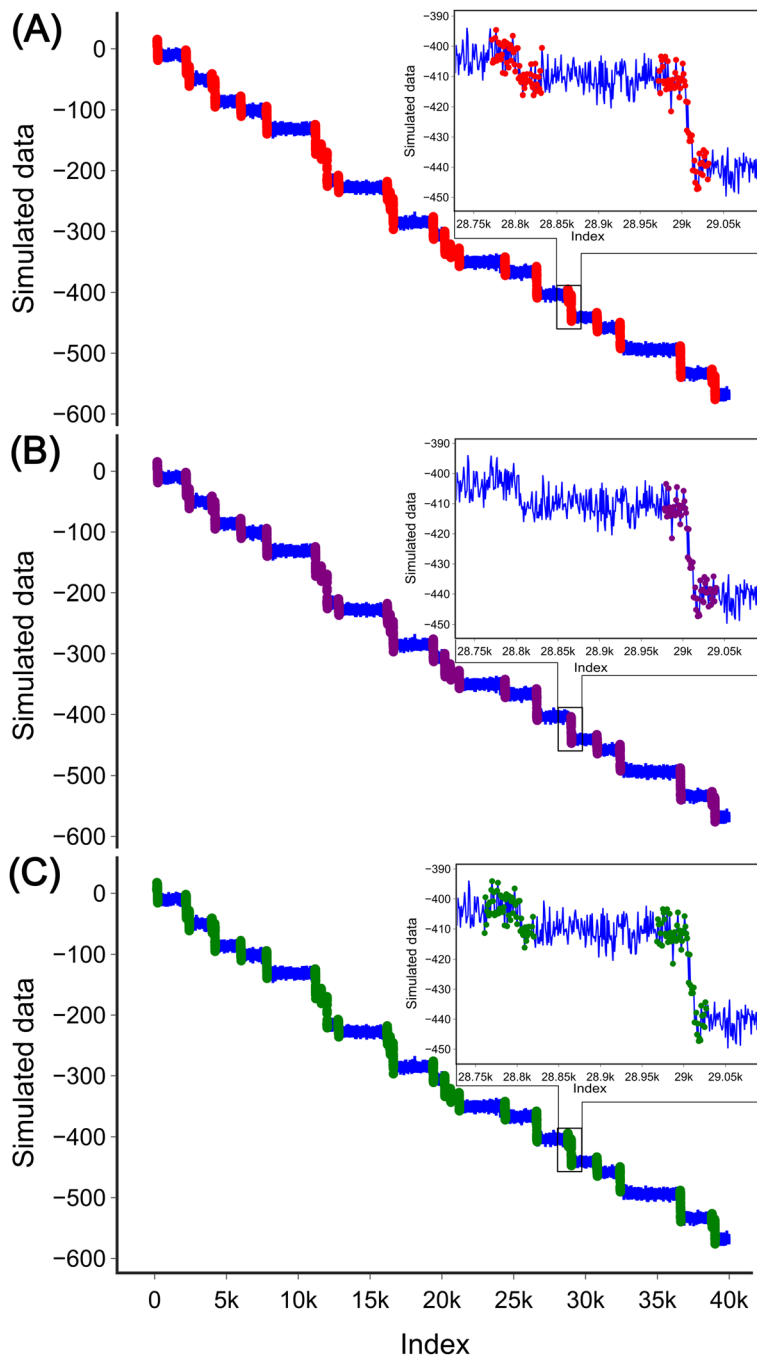 (A)
Simulated data
0
−100
−200
−300
−400
−500
−600
Simulated data
−390
−400
−410
−420
−430
−440
−450
28.75k 28.8k 28.85k 28.9k 28.95k 29k 29.05k
Index
(B)
Simulated data
0
−100
−200
−300
−400
−500
−600
Simulated data
−390
−400
−410
−420
−430
−440
−450
28.75k 28.8k 28.85k 28.9k 28.95k 29k 29.05k
Index
(C)
Simulated data
0
−100
−200
−300
−400
−500
−600
Simulated data
−390
−400
−410
−420
−430
−440
−450
28.75k 28.8k 28.85k 28.9k 28.95k 29k 29.05k
Index
0 5k 10k 15k 20k 25k 30k 35k 40k
Index